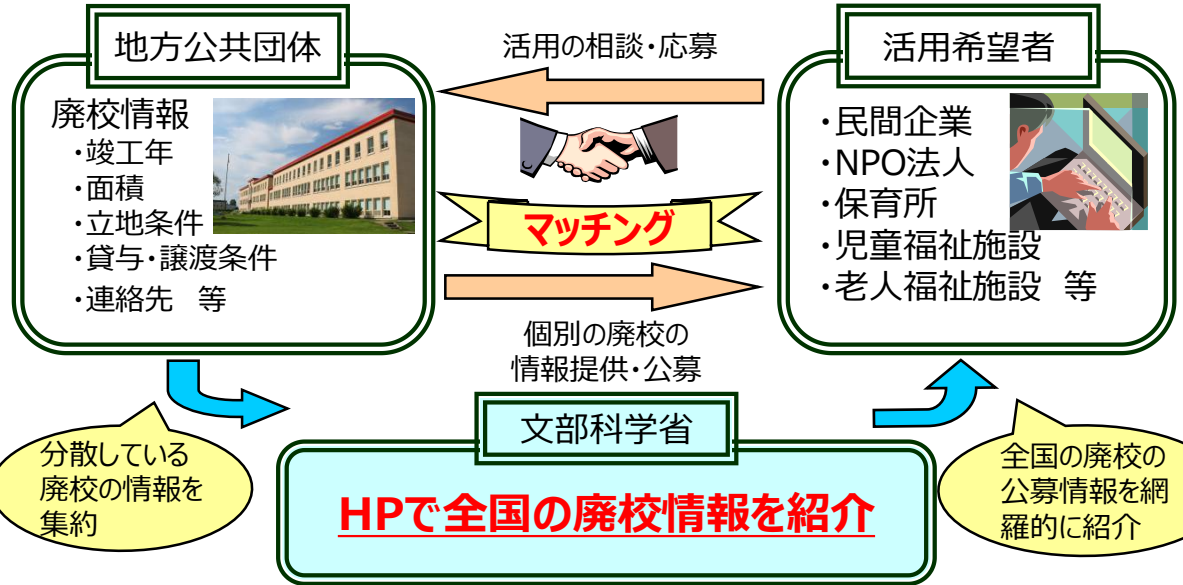 地方公共団体
廃校情報
・竣工年
・面積
・立地条件
・貸与・譲渡条件
・連絡先　等
活用の相談・応募
マッチング
個別の廃校の
情報提供・公募
活用希望者
・民間企業
・NPO法人
・保育所
・児童福祉施設
・老人福祉施設　等
分散している
廃校の情報を
集約
文部科学省
HPで全国の廃校情報を紹介
全国の廃校の
公募情報を網
羅的に紹介